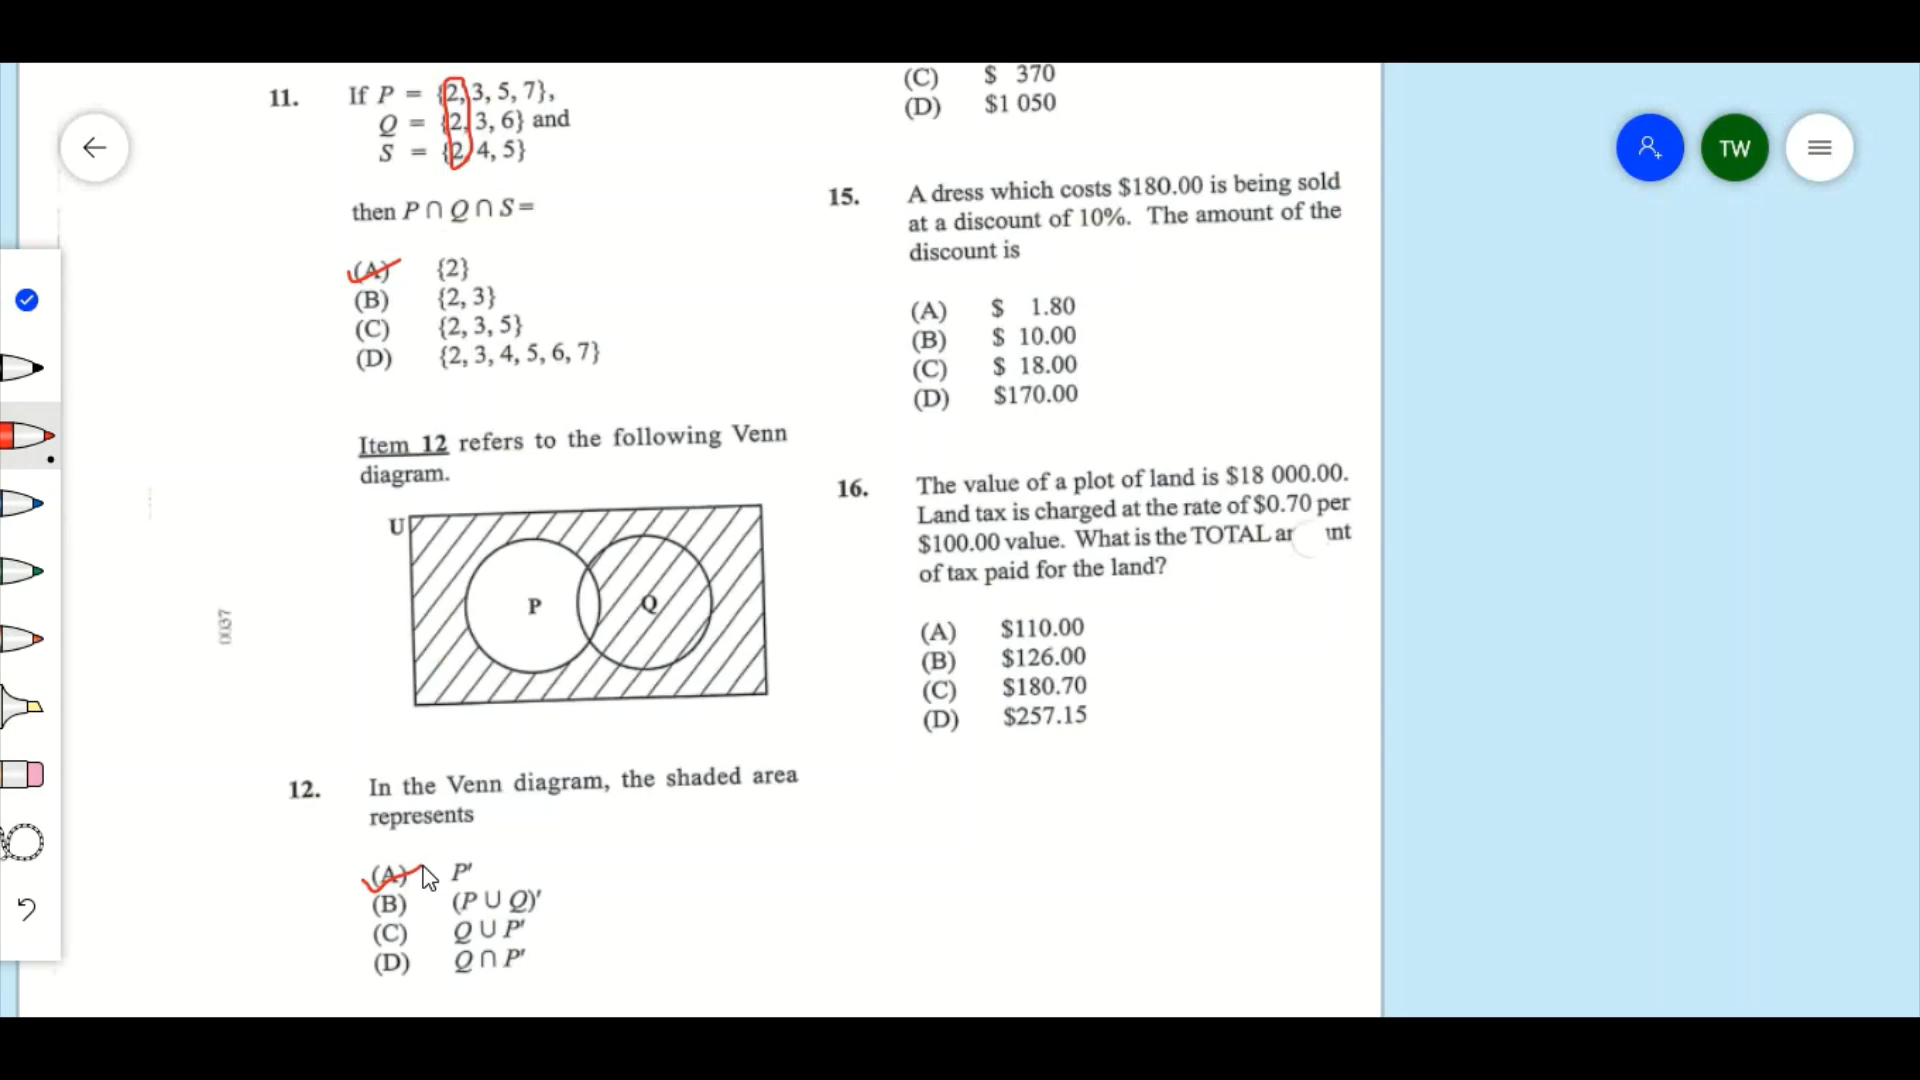 11. If P = {2, 3, 5, 7},
Q = {2, 3, 6} and
S = {2, 4, 5}
then P ∩ Q ∩ S =
(A) {2}
(B) {2, 3}
(C) {2, 3, 5}
(D) {2, 3, 4, 5, 6, 7}
Item 12 refers to the following Venn
diagram.
U
P
Q
12. In the Venn diagram, the shaded area
represents
(A) P′
(B) (P ∪ Q)′
(C) Q ∪ P′
(D) Q ∩ P′
0037
(C) $ 370
(D) $1 050
15. A dress which costs $180.00 is being sold
at a discount of 10%. The amount of the
discount is
(A) $ 1.80
(B) $ 10.00
(C) $ 18.00
(D) $170.00
16. The value of a plot of land is $18 000.00.
Land tax is charged at the rate of $0.70 per
$100.00 value. What is the TOTAL
of tax paid for the land?
(A) $110.00
(B) $126.00
(C) $180.70
(D) $257.15
TW